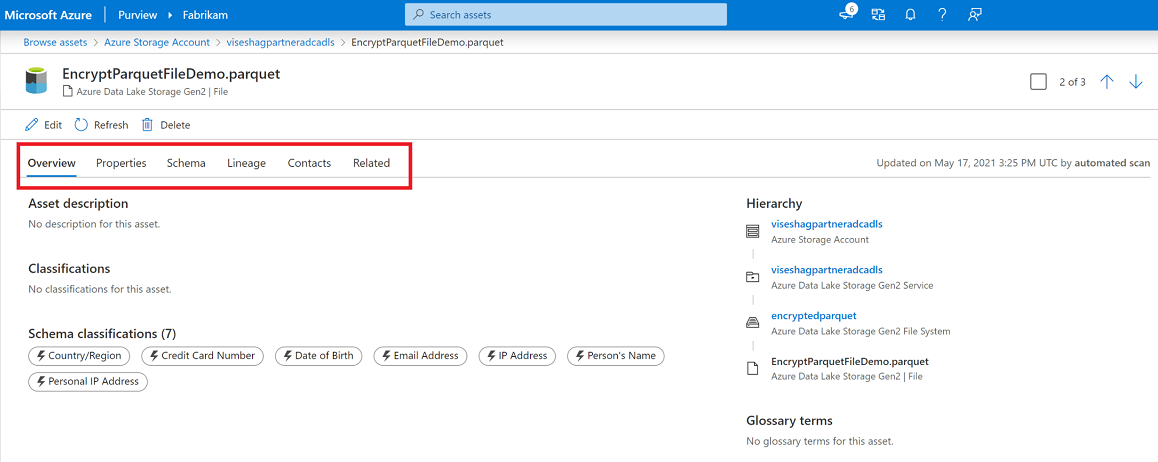 Microsoft Azure | Purview Fabrikam
Search assets
6
Browse assets > Azure Storage Account > viseshagpartneradcadls > EncryptParquetFileDemo.parquet
EncryptParquetFileDemo.parquet
Azure Data Lake Storage Gen2 | File
2 of 3
Edit Refresh Delete
Overview Properties Schema Lineage Contacts Related
Updated on May 17, 2021 3:25 PM UTC by automated scan
Asset description
No description for this asset.
Classifications
No classifications for this asset.
Schema classifications (7)
Country/Region Credit Card Number Date of Birth Email Address IP Address Person's Name
Personal IP Address
Hierarchy
viseshagpartneradcadls
Azure Storage Account
viseshagpartneradcadls
Azure Data Lake Storage Gen2 Service
encryptedparquet
Azure Data Lake Storage Gen2 File System
EncryptParquetFileDemo.parquet
Azure Data Lake Storage Gen2 | File
Glossary terms
No glossary terms for this asset.